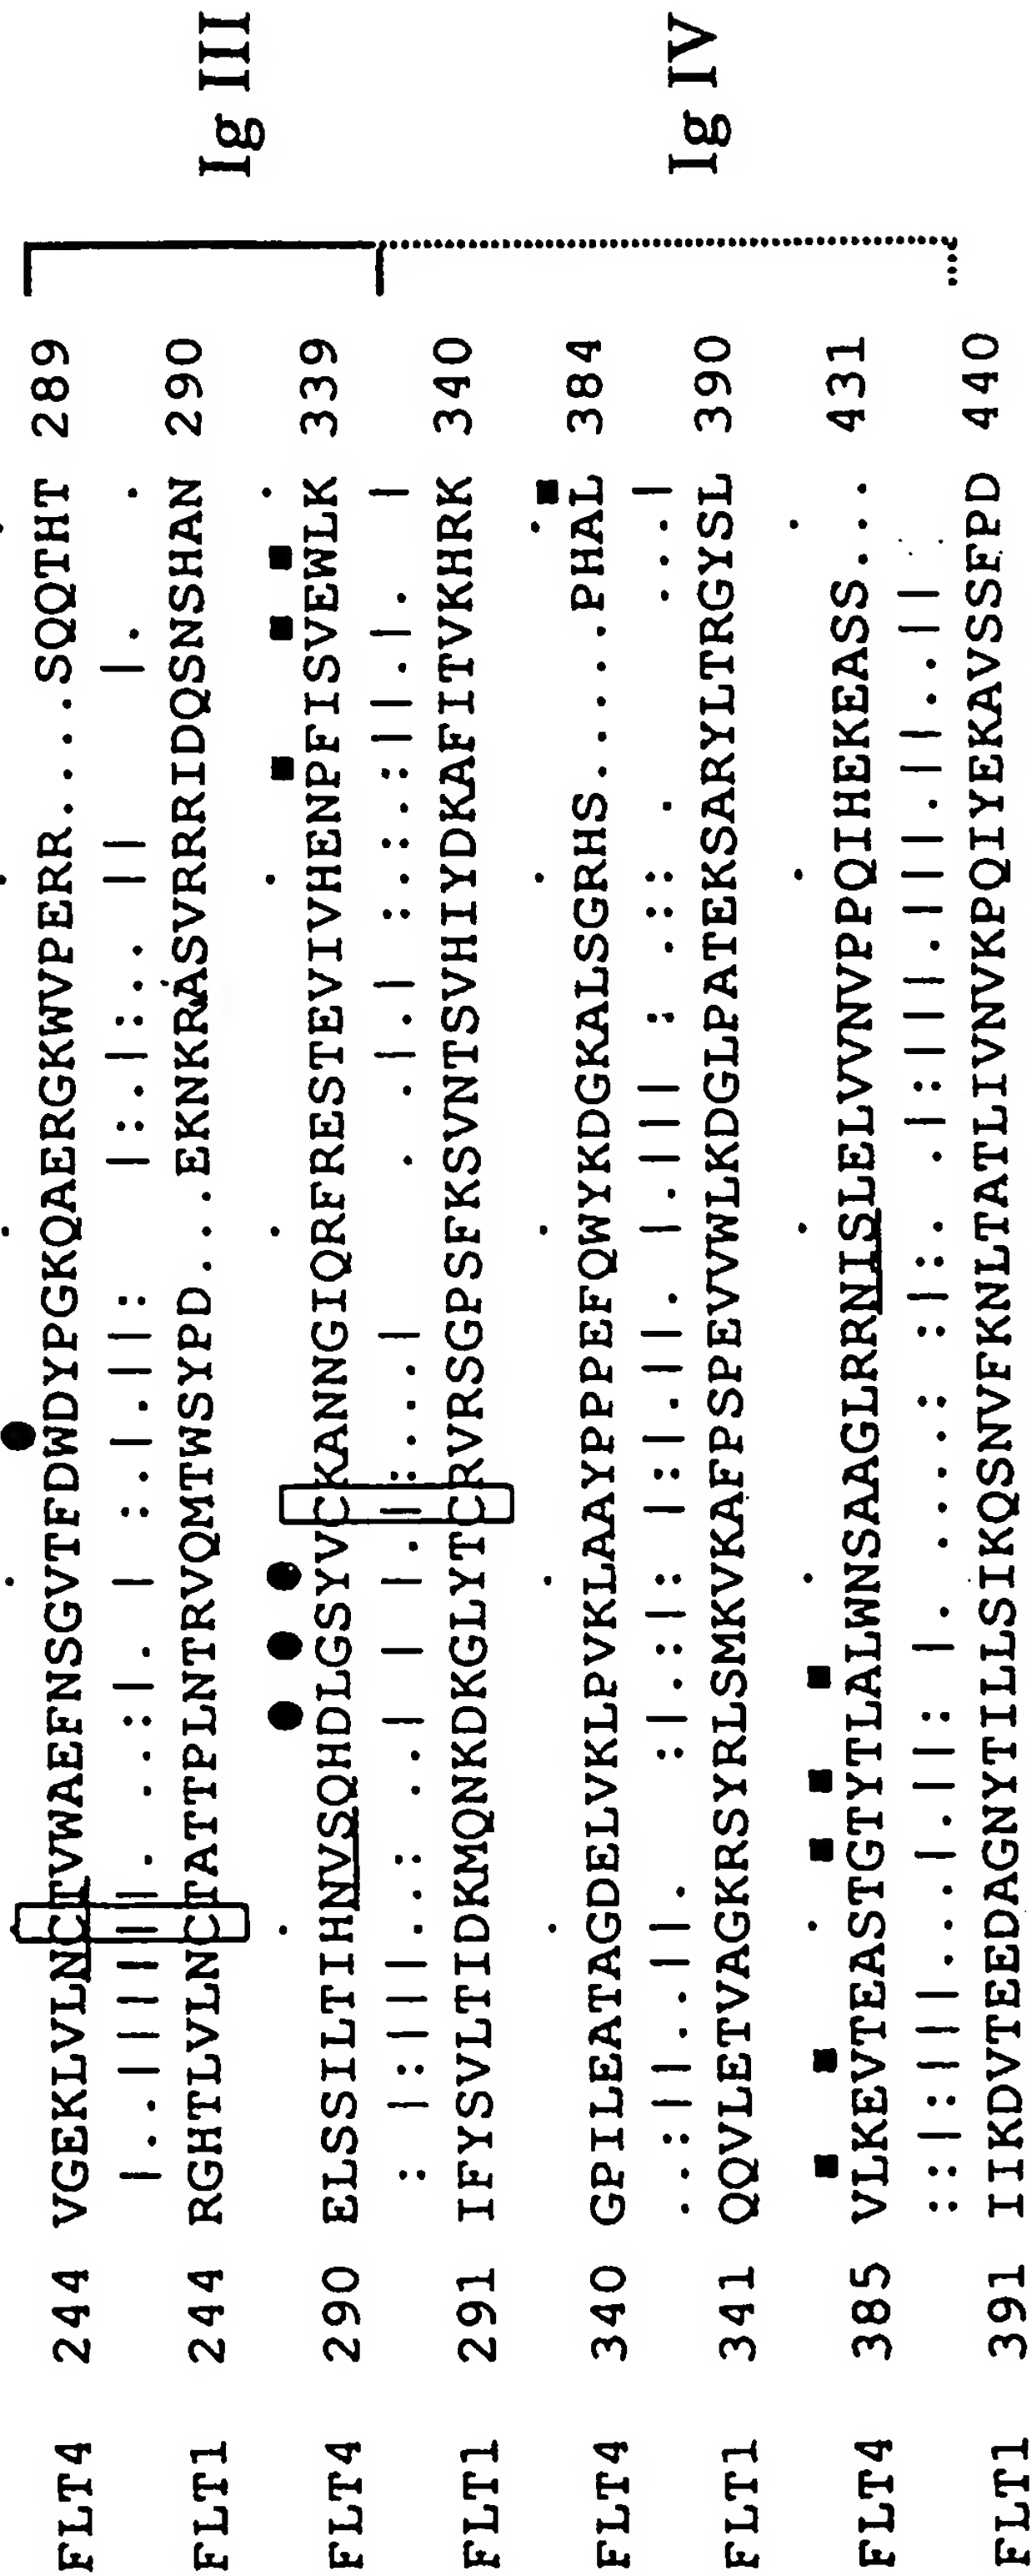 FLT4 244 VGEKLVLNCTVWAEFNSGVTFDWDYPGKQAERGKWVPERR....SQQTHT 289
FLT1 244 RGHTLVLNCTATTPLNTRVQMTWSYPD...EKNKRASVRRRIDQSNSHAN 290
FLT4 290 ELSSILTIHNVSQHDLGSYVCKANNGIQRFRESTEVIVHENPFISVEWLK 339
FLT1 291 IFYSVLTIDKMQNKDKGLYTCRVRSGPSFKSVNTSVHIYDKAFITVKHRK 340
FLT4 340 GPILEATAGDELVKLPVKLAAYPPPEFQWYKDGKALSGRHS.....PHAL 384
FLT1 341 QQVLETVAGKRSYRLSMKVKAFPSPEVVWLKDGLPATEKSARYLTRGYSL 390
FLT4 385 VLKEVTEASTGTYTLALWNSAAGLRRNISLELVVNVPPQIHEKEASS... 431
FLT1 391 IIKDVTEEDAGNYTILLSIKQSNVFKNLTATLIVNVKPQIYEKAVSSFPD 440
Ig III
Ig IV